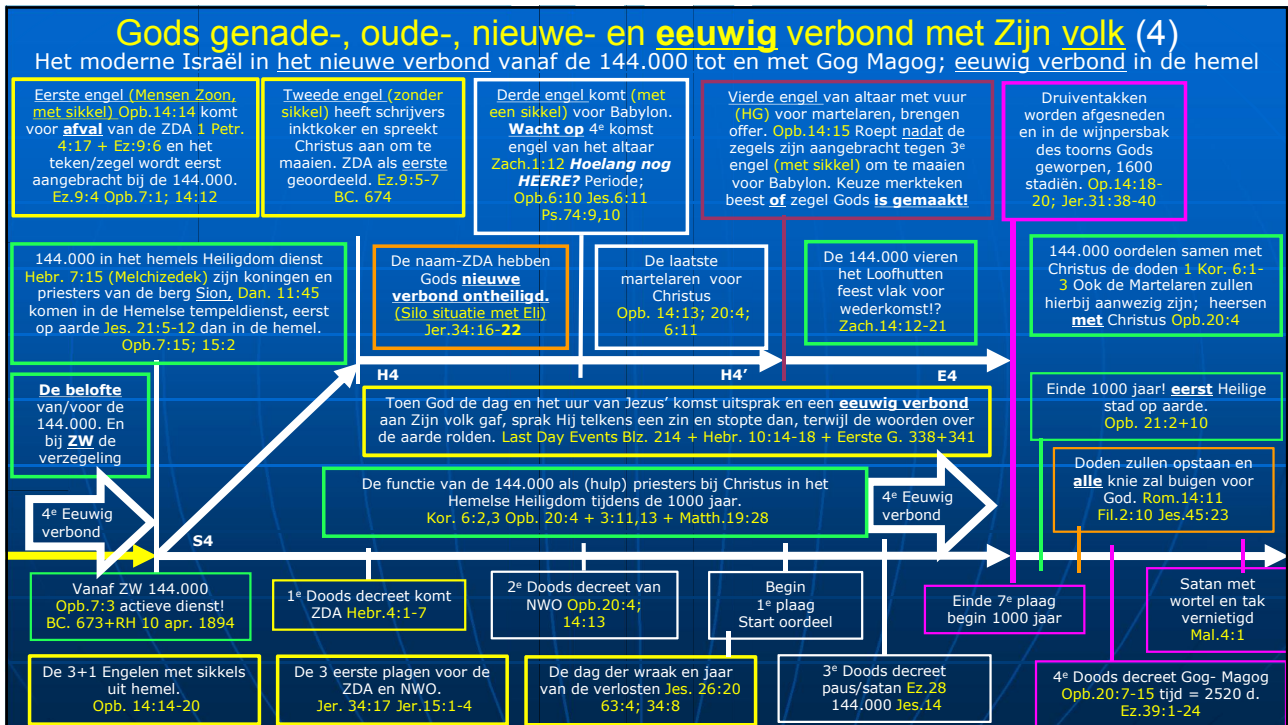 Gods genade-, oude-, nieuwe- en eeuwig verbond met Zijn volk (4)
Het moderne Israël in het nieuwe verbond vanaf de 144.000 tot en met Gog Magog; eeuwig verbond in de hemel
Eerste engel (Mensen Zoon,
met sikkel) Opb.14:14 komt
voor afval van de ZDA 1 Petr.
4:17 + Ez:9:6 en het
teken/zegel wordt eerst
aangebracht bij de 144.000.
Ez.9:4 Opb.7:1; 14:12
Tweede engel (zonder
sikkel) heeft schrijvers
inktkoker en spreekt
Christus aan om te
maaien. ZDA als eerste
geoordeeld. Ez.9:5-7
BC. 674
Derde engel komt (met
een sikkel) voor Babylon.
Wacht op 4e komst
engel van het altaar
Zach.1:12 Hoelang nog
HEERE? Periode;
Opb.6:10 Jes.6:11
Ps.74:9,10
Vierde engel van altaar met vuur
(HG) voor martelaren, brengen
offer. Opb.14:15 Roept nadat de
zegels zijn aangebracht tegen 3e
engel (met sikkel) om te maaien
voor Babylon. Keuze merkteken
beest of zegel Gods is gemaakt!
Druiventakken
worden afgesneden
en in de wijnpersbak
des toorns Gods
geworpen, 1600
stadiën. Op.14:18-
20; Jer.31:38-40
144.000 in het hemels Heiligdom dienst
Hebr. 7:15 (Melchizedek) zijn koningen en
priesters van de berg Sion, Dan. 11:45
komen in de Hemelse tempeldienst, eerst
op aarde Jes. 21:5-12 dan in de hemel.
Opb.7:15; 15:2
De naam-ZDA hebben
Gods nieuwe
verbond ontheiligd.
(Silo situatie met Eli)
Jer.34:16-22
De laatste
martelaren voor
Christus
Opb. 14:13; 20:4;
6:11
De 144.000 vieren
het Loofhutten
feest vlak voor
wederkomst!?
Zach.14:12-21
144.000 oordelen samen met
Christus de doden 1 Kor. 6:1-
3 Ook de Martelaren zullen
hierbij aanwezig zijn; heersen
met Christus Opb.20:4
H4
H4’
E4
De belofte
van/voor de
144.000. En
bij ZW de
verzegeling
Toen God de dag en het uur van Jezus’ komst uitsprak en een eeuwig verbond
aan Zijn volk gaf, sprak Hij telkens een zin en stopte dan, terwijl de woorden over
de aarde rolden. Last Day Events Blz. 214 + Hebr. 10:14-18 + Eerste G. 338+341
Einde 1000 jaar! eerst Heilige
stad op aarde.
Opb. 21:2+10
4e Eeuwig
verbond
De functie van de 144.000 als (hulp) priesters bij Christus in het
Hemelse Heiligdom tijdens de 1000 jaar.
Kor. 6:2,3 Opb. 20:4 + 3:11,13 + Matth.19:28
4e Eeuwig
verbond
Doden zullen opstaan en
alle knie zal buigen voor
God. Rom.14:11
Fil.2:10 Jes.45:23
S4
Vanaf ZW 144.000
Opb.7:3 actieve dienst!
BC. 673+RH 10 apr. 1894
1e Doods decreet komt
ZDA Hebr.4:1-7
2e Doods decreet van
NWO Opb.20:4;
14:13
Begin
1e plaag
Start oordeel
Einde 7e plaag
begin 1000 jaar
Satan met
wortel en tak
vernietigd
Mal.4:1
De 3+1 Engelen met sikkels
uit hemel.
Opb. 14:14-20
De 3 eerste plagen voor de
ZDA en NWO.
Jer. 34:17 Jer.15:1-4
De dag der wraak en jaar
van de verlosten Jes. 26:20
63:4; 34:8
3e Doods decreet
paus/satan Ez.28
144.000 Jes.14
4e Doods decreet Gog- Magog
Opb.20:7-15 tijd = 2520 d.
Ez.39:1-24